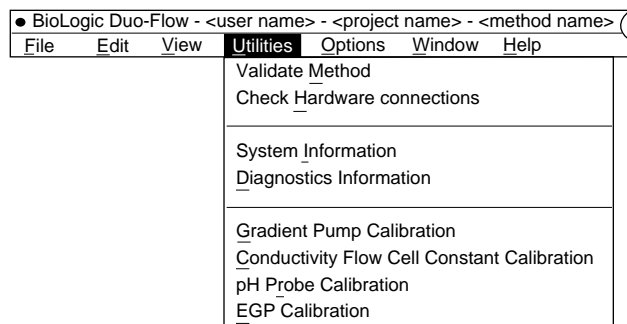 ● BioLogic Duo-Flow - <user name> - <project name> - <method name>
File Edit View Utilities Options Window Help
Validate Method
Check Hardware connections
System Information
Diagnostics Information
Gradient Pump Calibration
Conductivity Flow Cell Constant Calibration
pH Probe Calibration
EGP Calibration